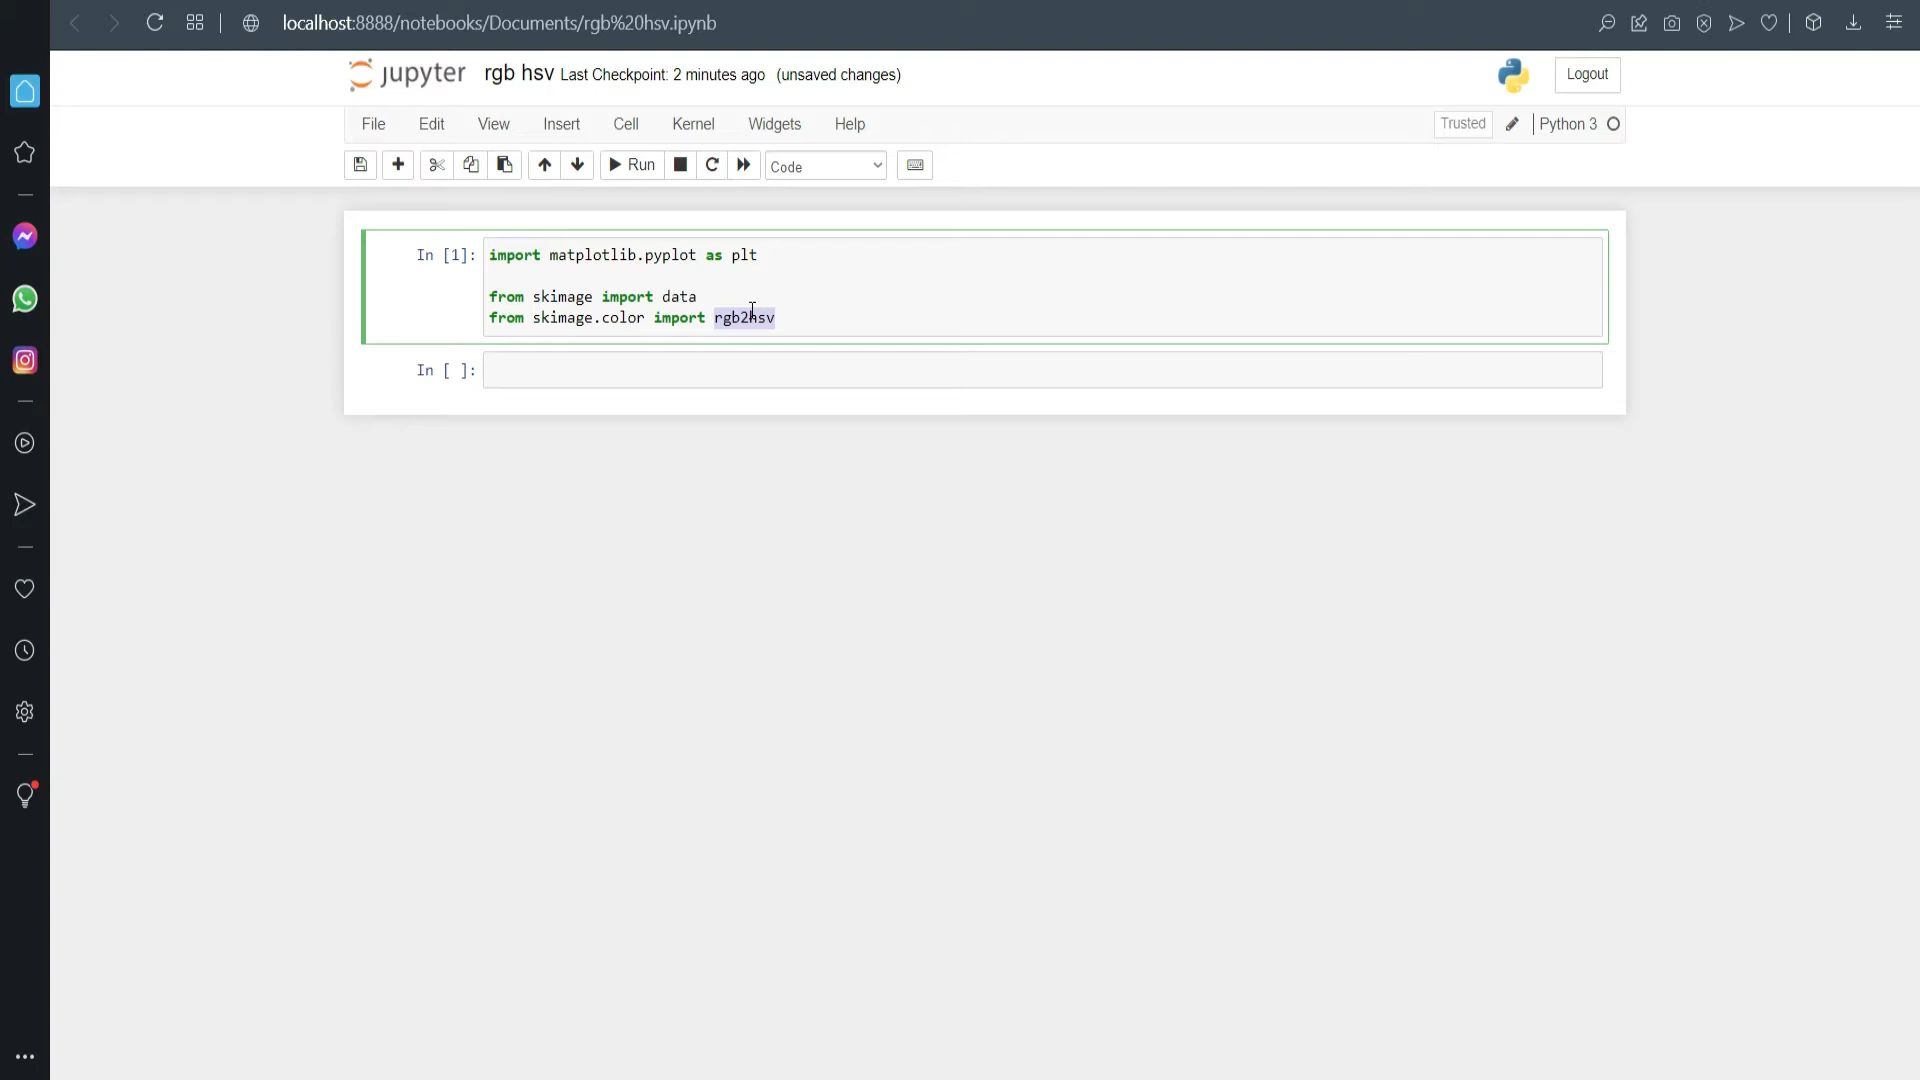 localhost:8888/notebooks/Documents/rgb%20hsv.ipynb
jupyter rgb hsv Last Checkpoint: 2 minutes ago (unsaved changes)
Logout
File Edit View Insert Cell Kernel Widgets Help
Trusted Python 3
Run Code
In [1]: import matplotlib.pyplot as plt
from skimage import data
from skimage.color import rgb2hsv
In [ ]: